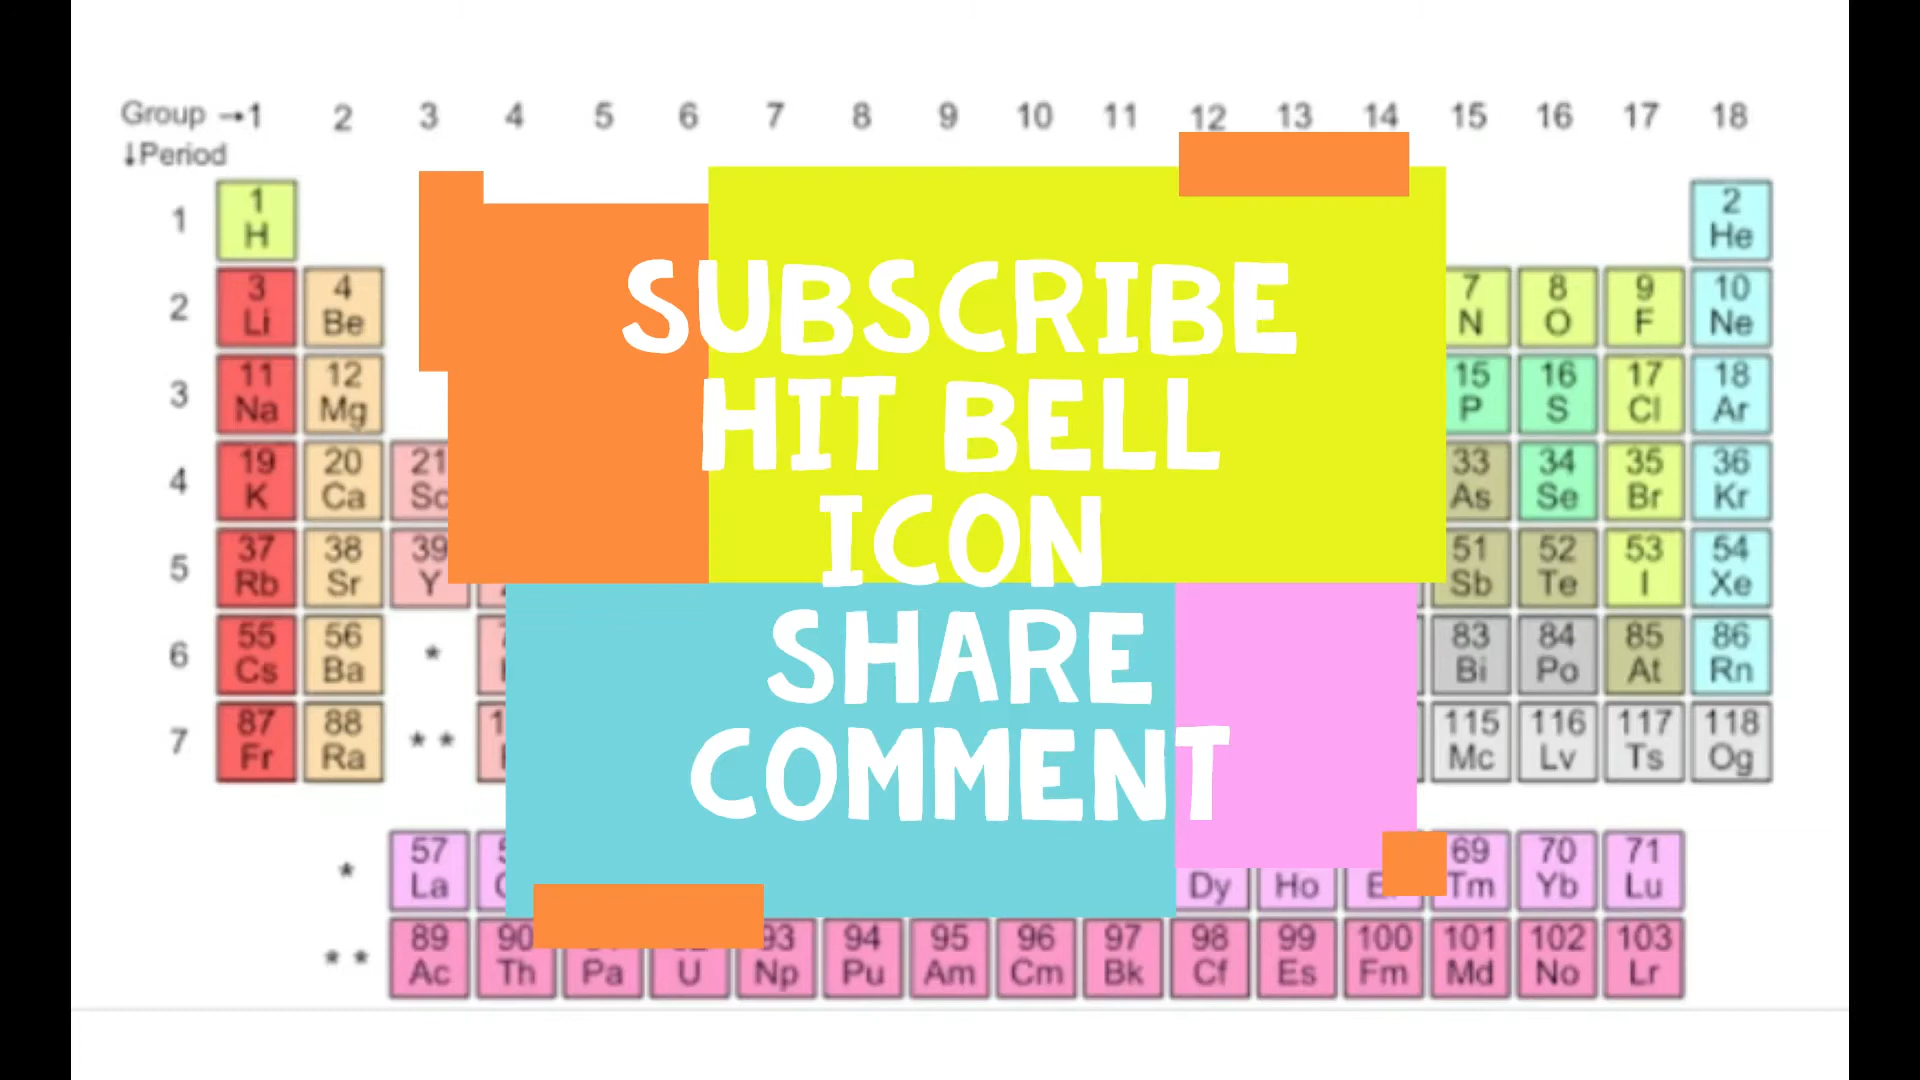 Group →1 2 3 4 5 6 7 8 9 10 11 12 13 14 15 16 17 18
↓Period
1 1 H 2 He
2 3 Li 4 Be 7 N 8 O 9 F 10 Ne
3 11 Na 12 Mg 15 P 16 S 17 Cl 18 Ar
4 19 K 20 Ca 21 Sc 33 As 34 Se 35 Br 36 Kr
5 37 Rb 38 Sr 39 Y 51 Sb 52 Te 53 I 54 Xe
6 55 Cs 56 Ba * 83 Bi 84 Po 85 At 86 Rn
7 87 Fr 88 Ra * * 115 Mc 116 Lv 117 Ts 118 Og
SUBSCRIBE
HIT BELL
ICON
SHARE
COMMENT
* 57 La Dy Ho 69 Tm 70 Yb 71 Lu
* * 89 Ac 90 Th Pa U 93 Np 94 Pu 95 Am 96 Cm 97 Bk 98 Cf 99 Es 100 Fm 101 Md 102 No 103 Lr